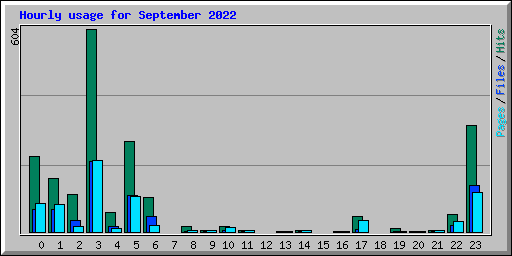 Hourly usage for September 2022
604
Pages / Files / Hits
0 1 2 3 4 5 6 7 8 9 10 11 12 13 14 15 16 17 18 19 20 21 22 23